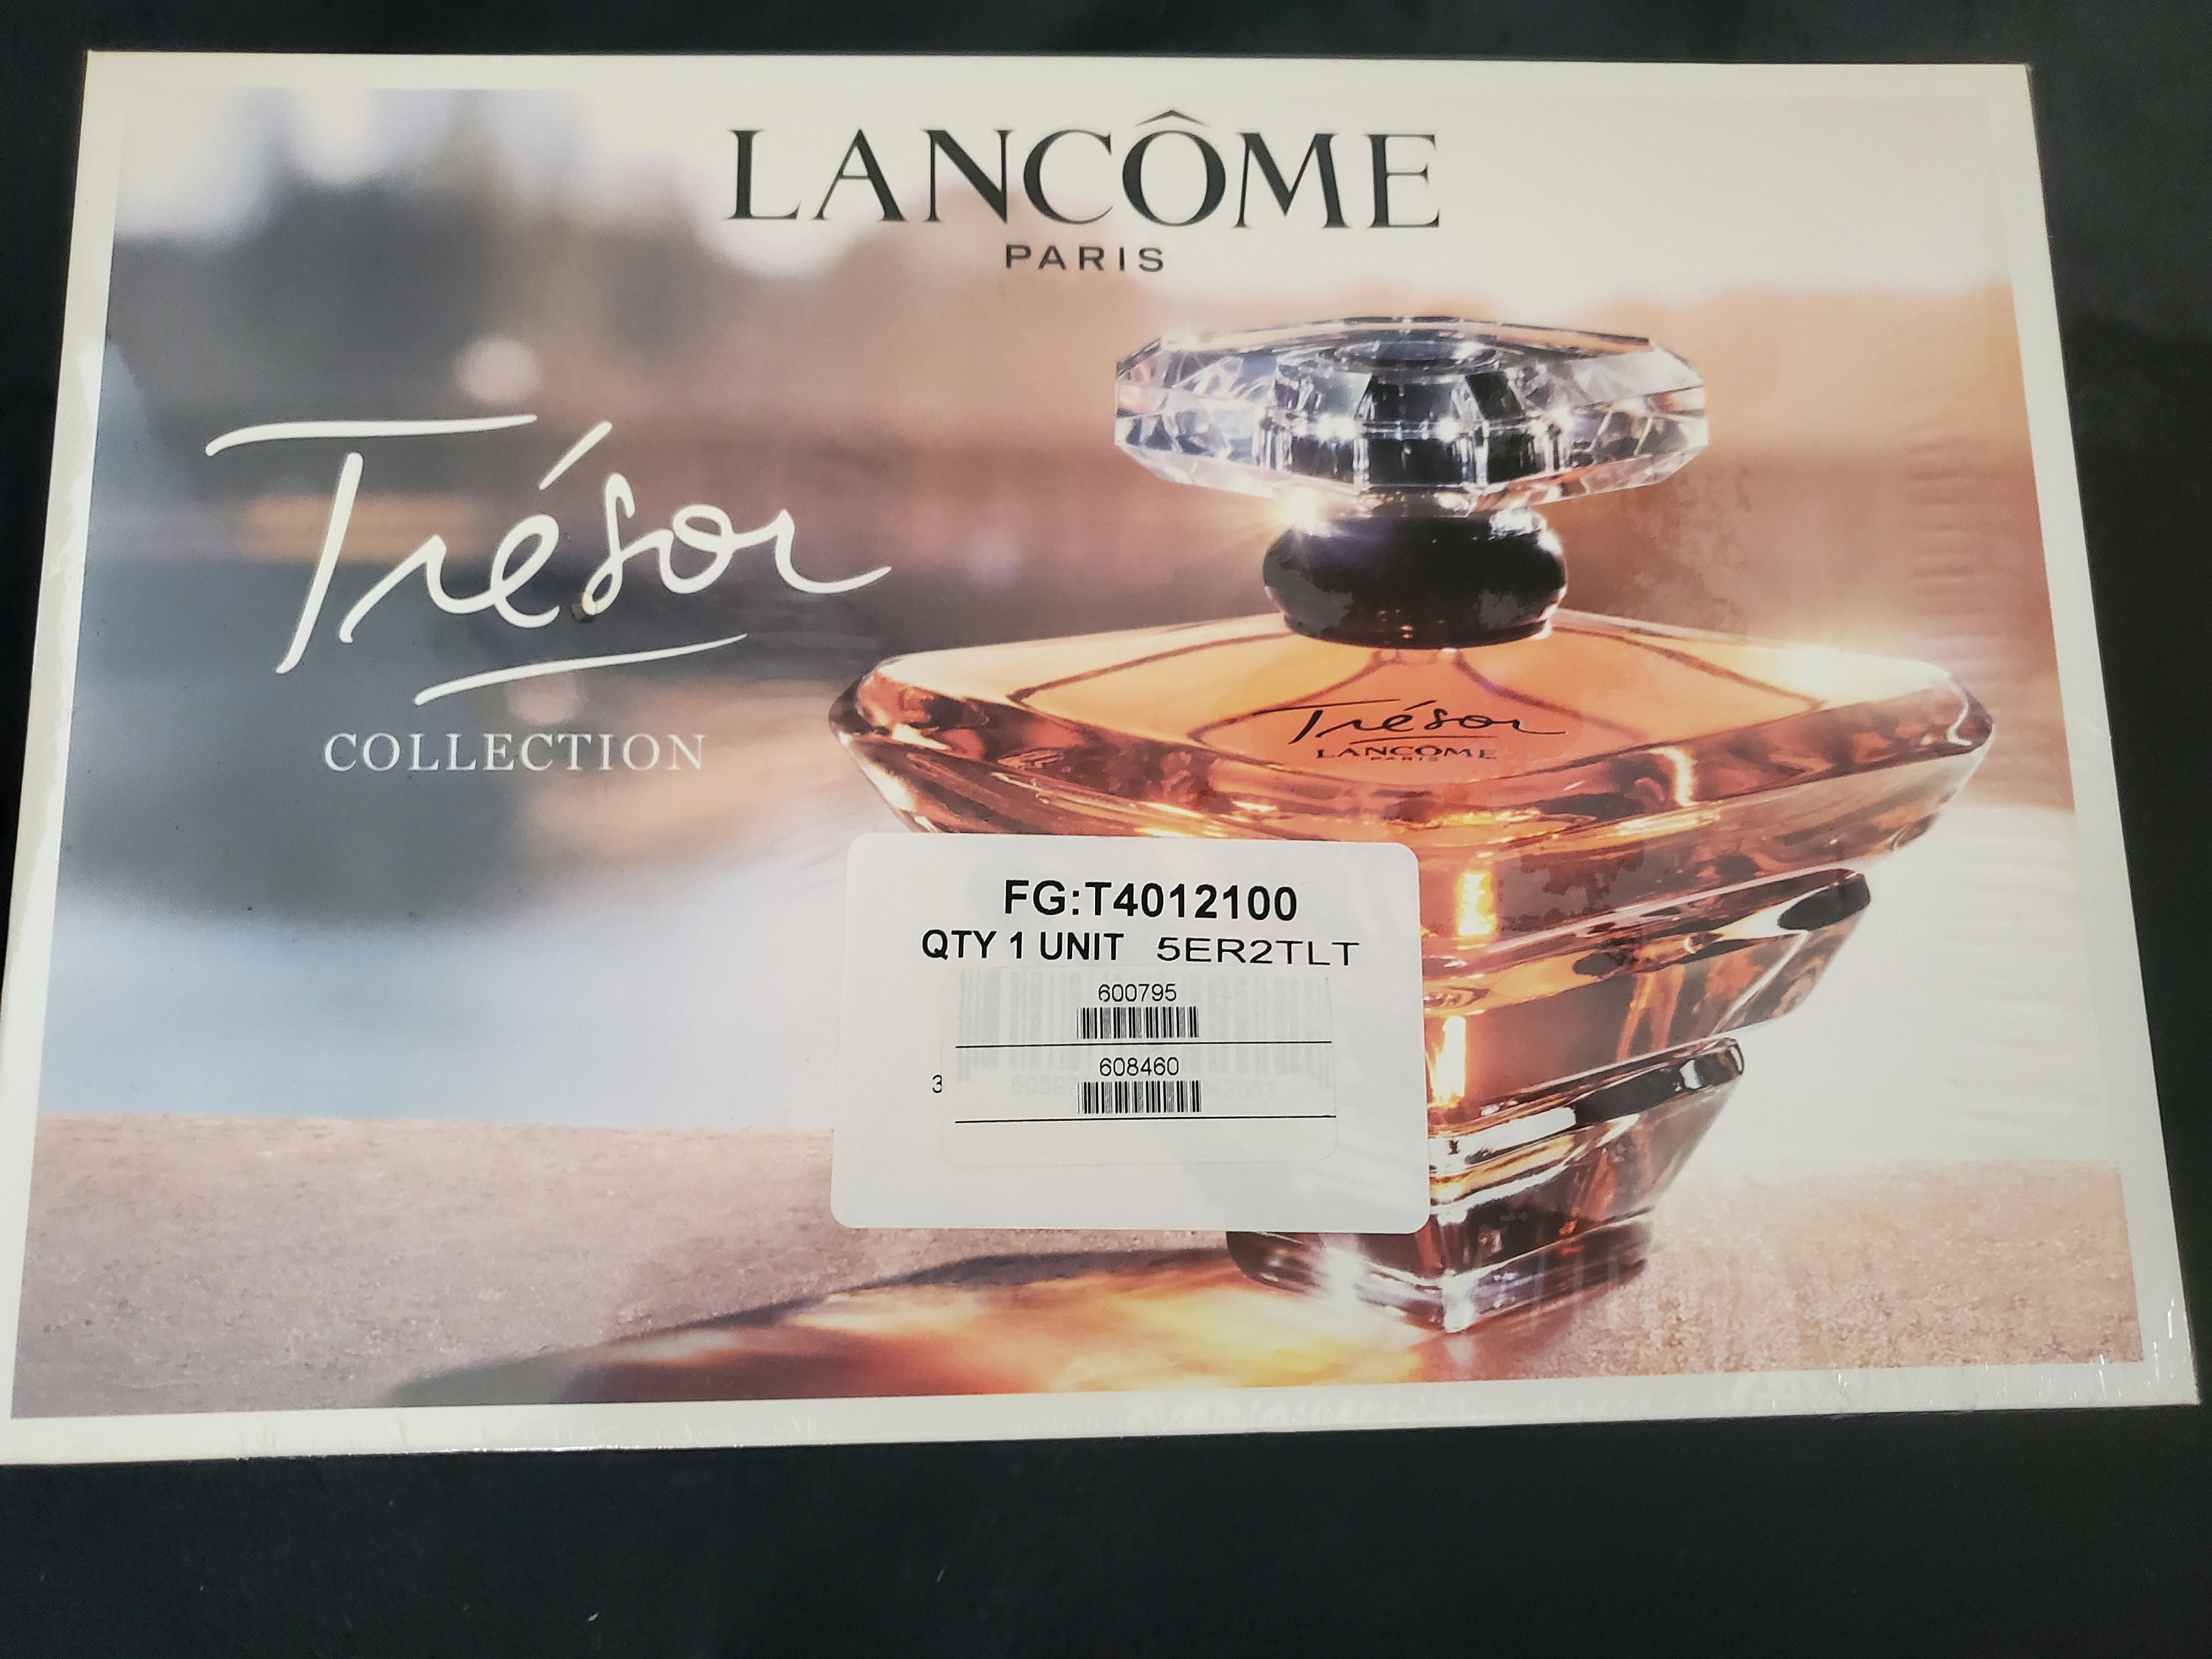 LANCÔME
PARIS
Trésor
COLLECTION
Trésor
LANCÔME
PARIS
FG:T4012100
QTY 1 UNIT 5ER2TLT
600795
608460
3